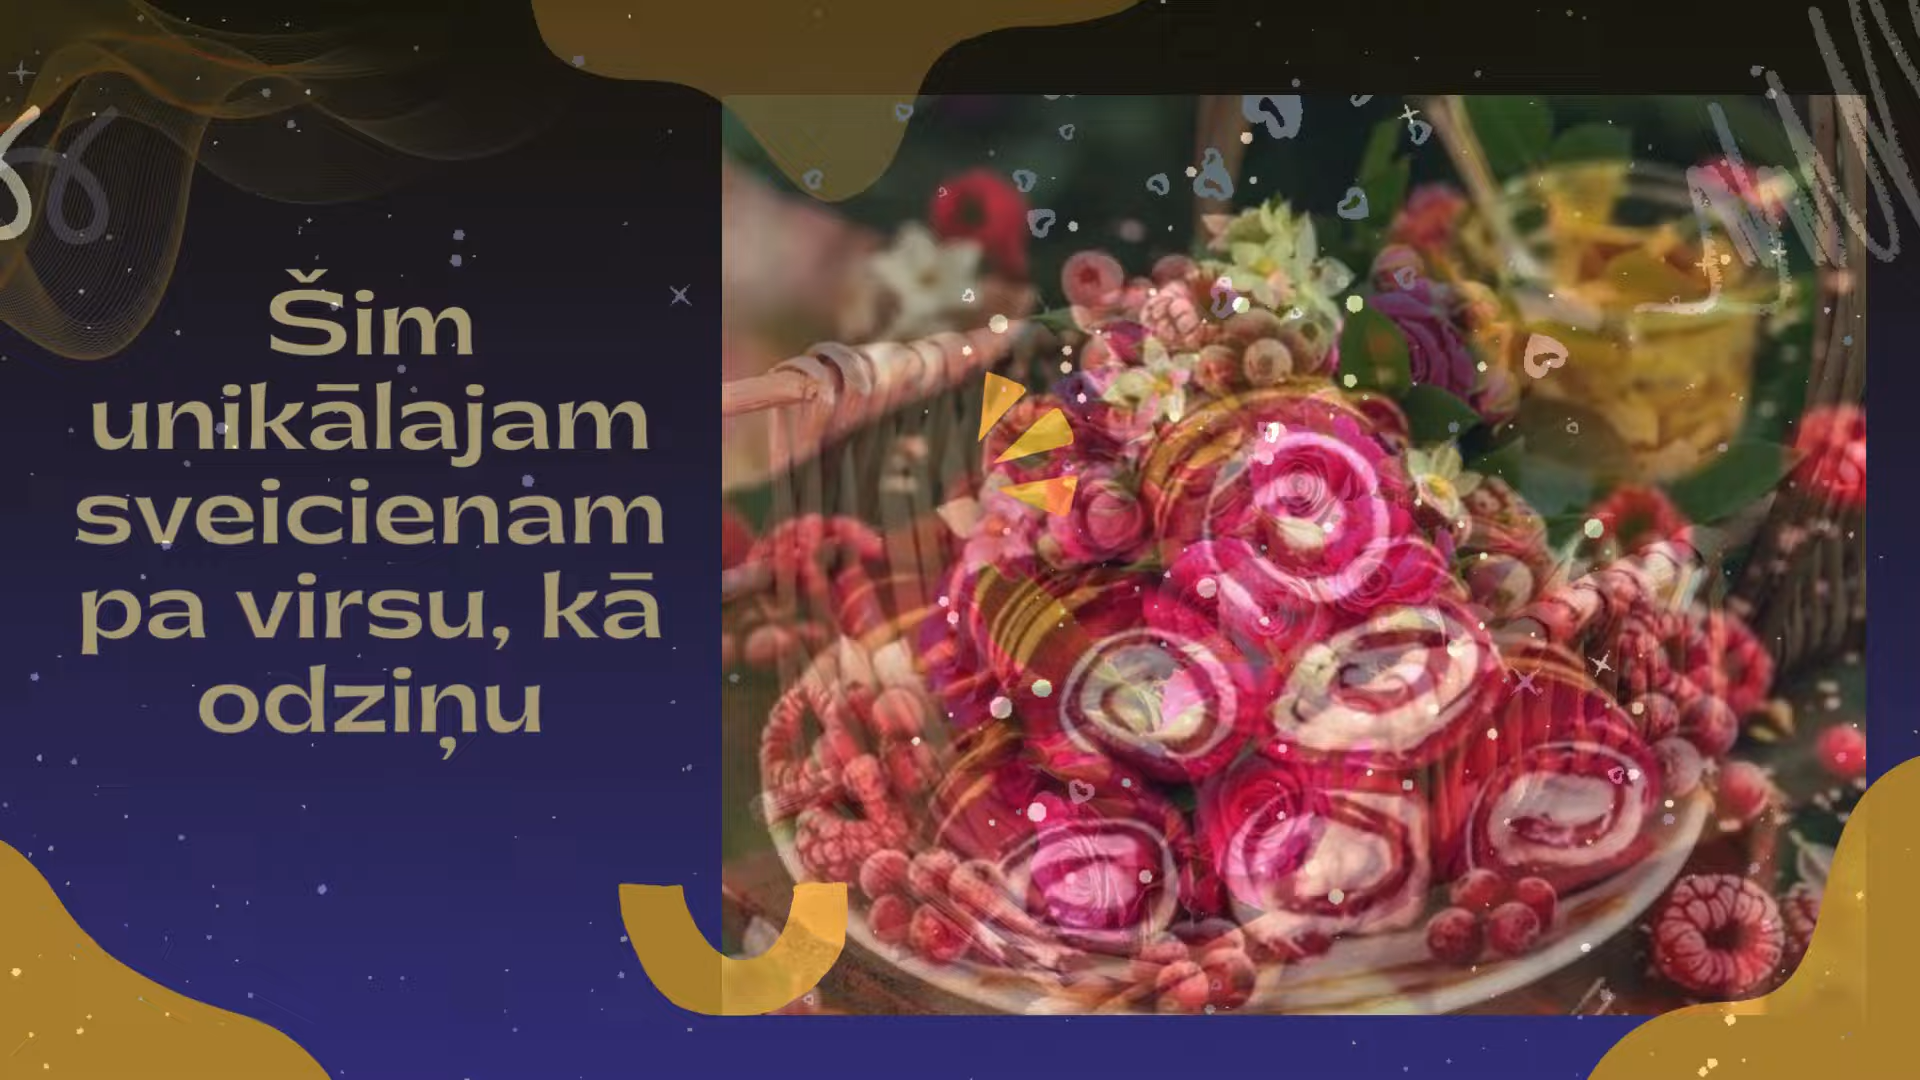 Šim
unikālajam
sveicienam
pa virsu, kā
odziņu